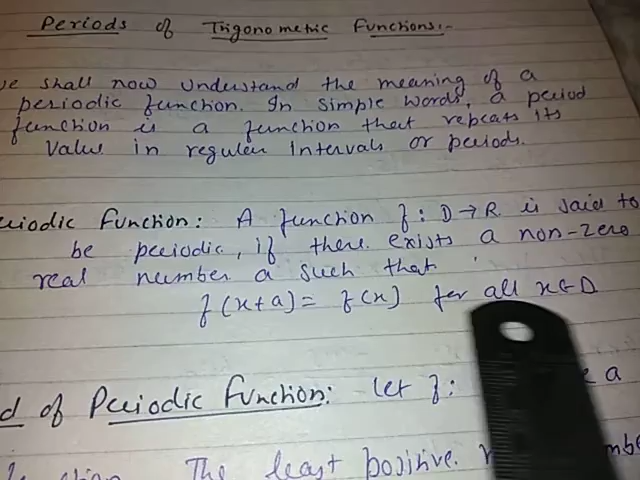 Periods of Trigonometric Functions:-
we shall now understand the meaning of a
periodic function. In simple words, a period
function is a function that repeats its
Value in reguler Intervals or periods.
Periodic Function: A function f: D→R is said to
be periodic, if there exists a non-zero
real number a such that
f(x+a) = f(x) for all x∈D
d of Periodic Function: Let f: a
The least positive